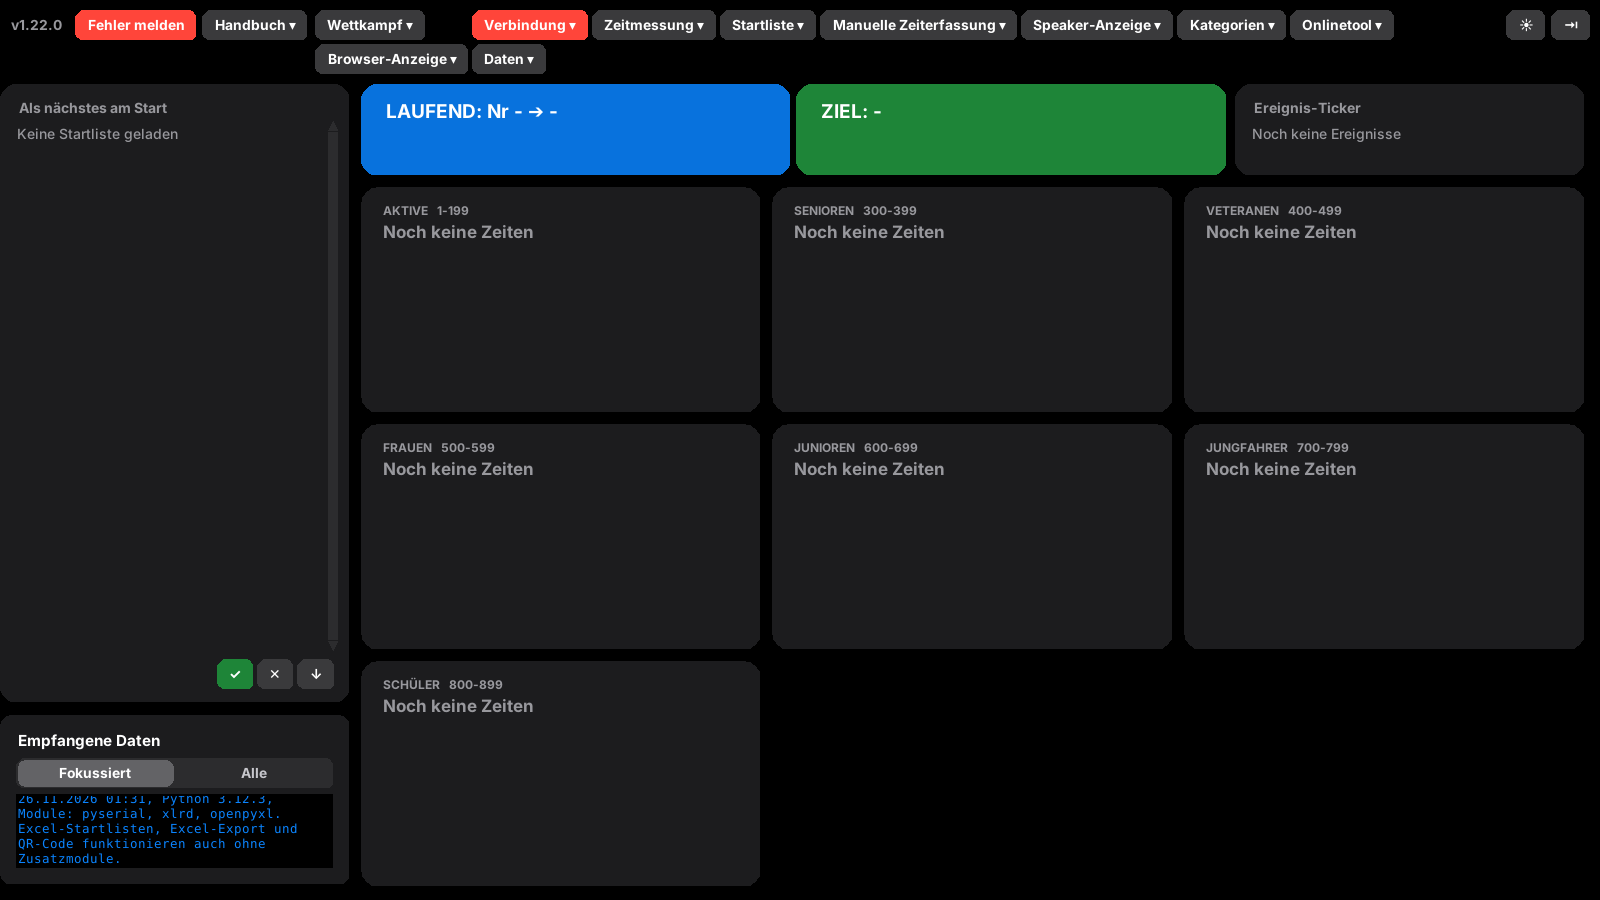 v1.22.0 Fehler melden Handbuch ▾ Wettkampf ▾ Verbindung ▾ Zeitmessung ▾ Startliste ▾ Manuelle Zeiterfassung ▾ Speaker-Anzeige ▾ Kategorien ▾ Onlinetool ▾
Browser-Anzeige ▾ Daten ▾
Als nächstes am Start
Keine Startliste geladen
LAUFEND: Nr - → -
ZIEL: -
Ereignis-Ticker
Noch keine Ereignisse
AKTIVE 1-199
Noch keine Zeiten
SENIOREN 300-399
Noch keine Zeiten
VETERANEN 400-499
Noch keine Zeiten
FRAUEN 500-599
Noch keine Zeiten
JUNIOREN 600-699
Noch keine Zeiten
JUNGFAHRER 700-799
Noch keine Zeiten
SCHÜLER 800-899
Noch keine Zeiten
Empfangene Daten
Fokussiert Alle
26.11.2026 01:31, Python 3.12.3,
Module: pyserial, xlrd, openpyxl.
Excel-Startlisten, Excel-Export und
QR-Code funktionieren auch ohne
Zusatzmodule.